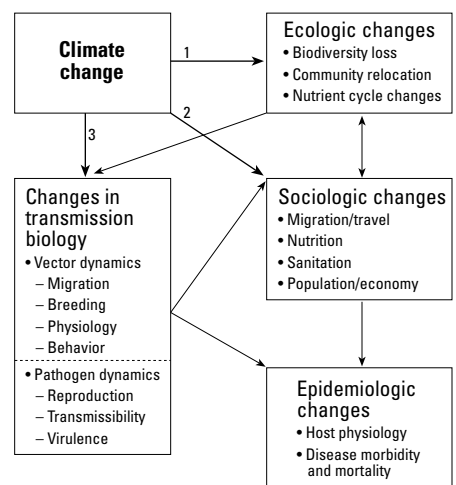 Climate
change
1
2
3
Ecologic changes
• Biodiversity loss
• Community relocation
• Nutrient cycle changes
Changes in
transmission
biology
• Vector dynamics
– Migration
– Breeding
– Physiology
– Behavior
• Pathogen dynamics
– Reproduction
– Transmissibility
– Virulence
Sociologic changes
• Migration/travel
• Nutrition
• Sanitation
• Population/economy
Epidemiologic
changes
• Host physiology
• Disease morbidity
and mortality